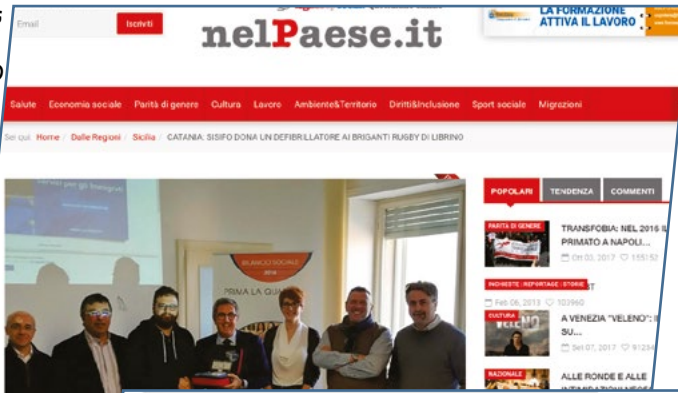 Email
Iscriviti
nelPaese.it
LA FORMAZIONE
ATTIVA IL LAVORO
Salute Economia sociale Parità di genere Cultura Lavoro Ambiente&Territorio Diritti&Inclusione Sport sociale Migrazioni
Sei qui: Home / Dalle Regioni / Sicilia / CATANIA: SISIFO DONA UN DEFIBRILLATORE AI BRIGANTI RUGBY DI LIBRINO
POPOLARI TENDENZA COMMENTI
PARITÀ DI GENERE
TRANSFOBIA: NEL 2016 IL
PRIMATO A NAPOLI...
Ott 03, 2017 155152
INCHIESTE | REPORTAGE | STORIE
Feb 06, 2013 103960
CULTURA
VELENO
A VENEZIA "VELENO": IL
SU...
Set 07, 2017 91234
NAZIONALE
ALLE RONDE E ALLE
BILANCIO SOCIALE
2016
PRIMA LA